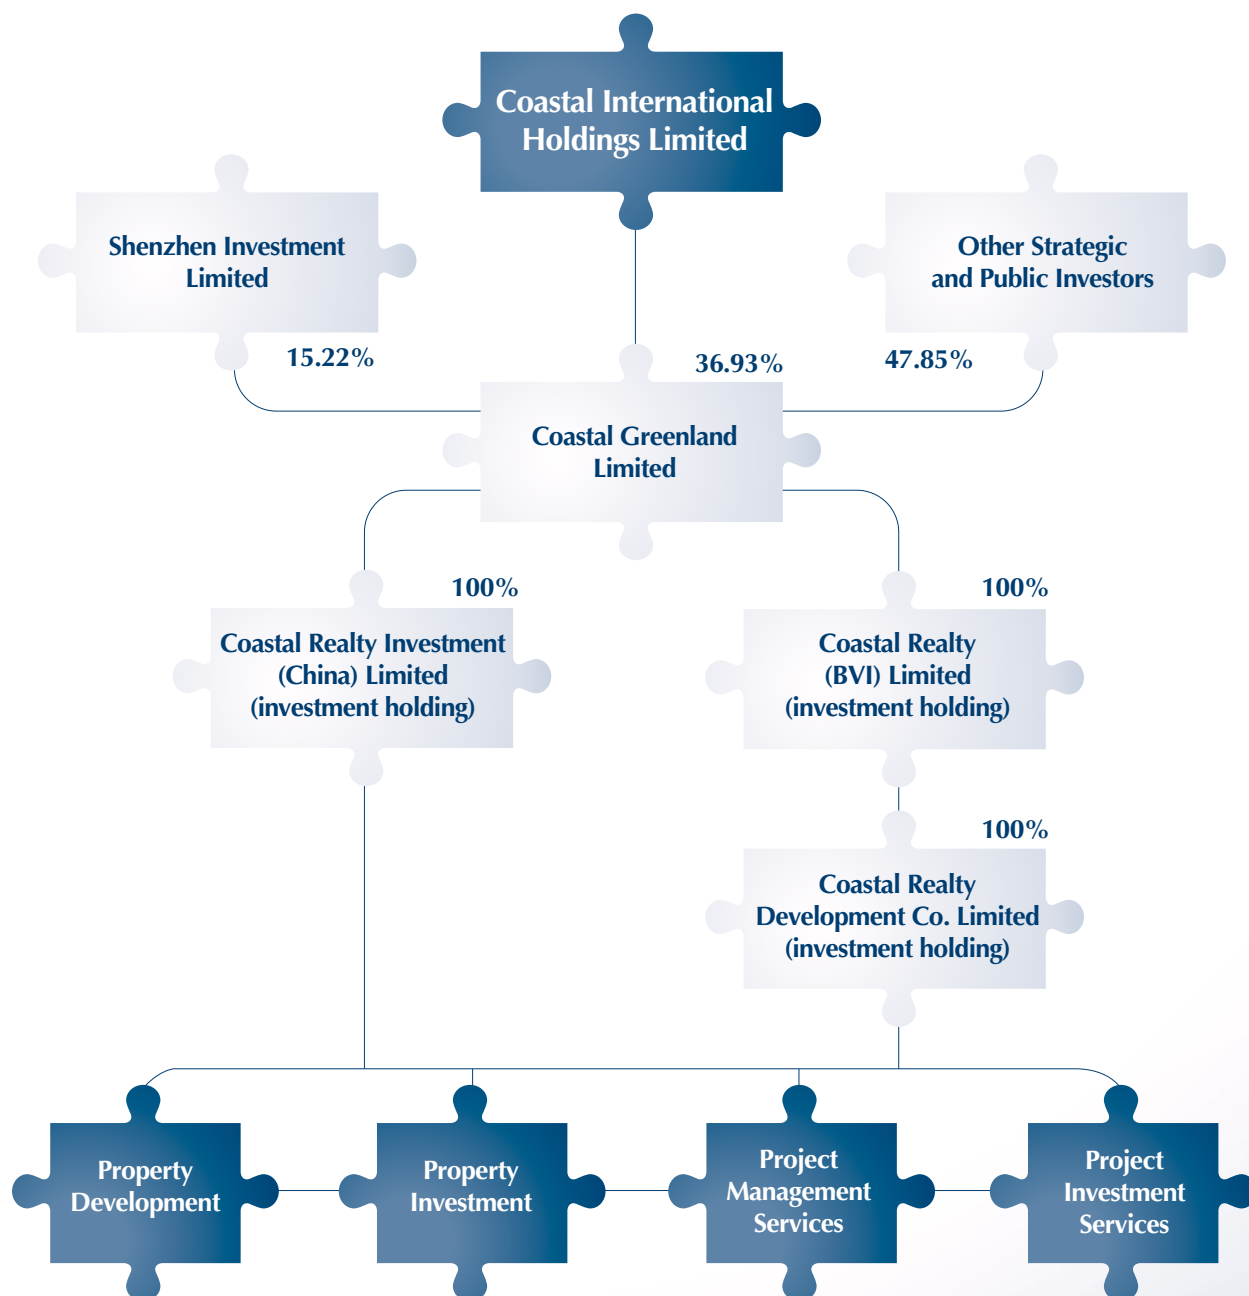 Coastal International
Holdings Limited
Shenzhen Investment
Limited
Other Strategic
and Public Investors
15.22%
36.93%
47.85%
Coastal Greenland
Limited
100%
100%
Coastal Realty Investment
(China) Limited
(investment holding)
Coastal Realty
(BVI) Limited
(investment holding)
100%
Coastal Realty
Development Co. Limited
(investment holding)
Property
Development
Property
Investment
Project
Management
Services
Project
Investment
Services